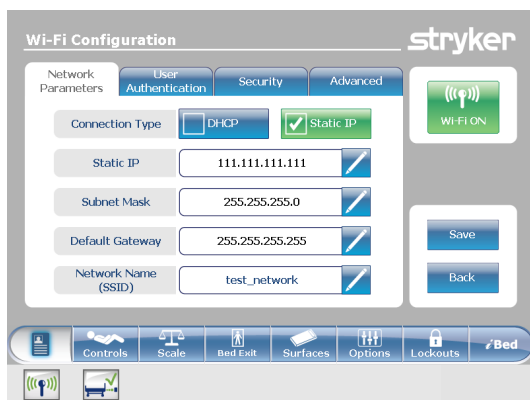 Wi-Fi Configuration
stryker
Network
Parameters
User
Authentication
Security
Advanced
Wi-Fi ON
Connection Type
DHCP
Static IP
Static IP
111.111.111.111
Subnet Mask
255.255.255.0
Default Gateway
255.255.255.255
Network Name
(SSID)
test_network
Save
Back
Controls
Scale
Bed Exit
Surfaces
Options
Lockouts
iBed